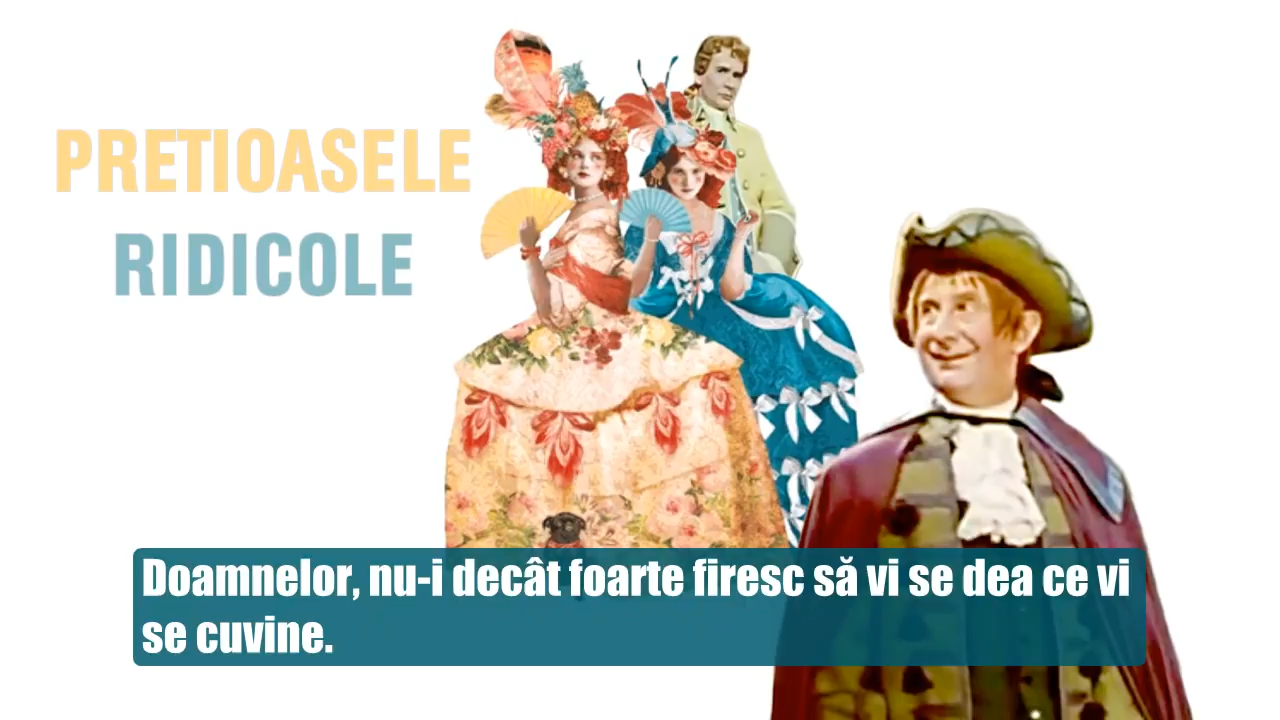 PRETIOASELE
RIDICOLE
Doamnelor, nu-i decât foarte firesc să vi se dea ce vi
se cuvine.